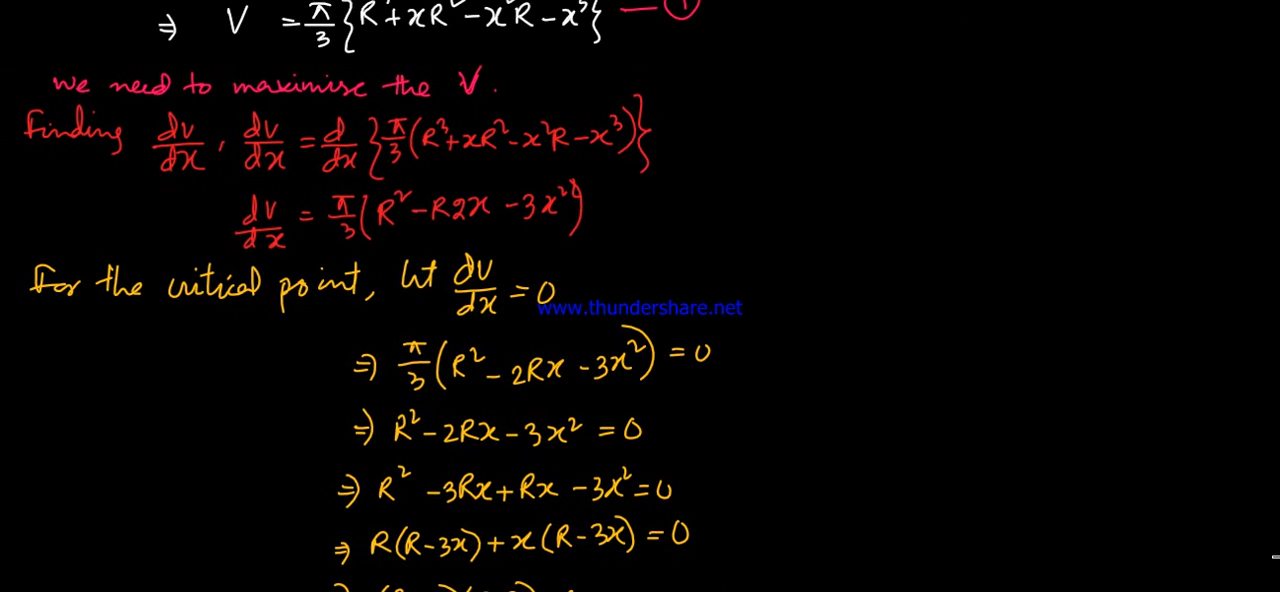 ⇒ V = π/3 {R³ + xR² - x²R - x³} — ①
we need to maximise the V.
Finding dv/dx, dv/dx = d/dx {π/3 (R³ + xR² - x²R - x³)}
dv/dx = π/3 (R² - R2x - 3x²)
For the critical point, let dv/dx = 0
www.thundershare.net
⇒ π/3 (R² - 2Rx - 3x²) = 0
⇒ R² - 2Rx - 3x² = 0
⇒ R² - 3Rx + Rx - 3x² = 0
⇒ R(R-3x) + x(R-3x) = 0